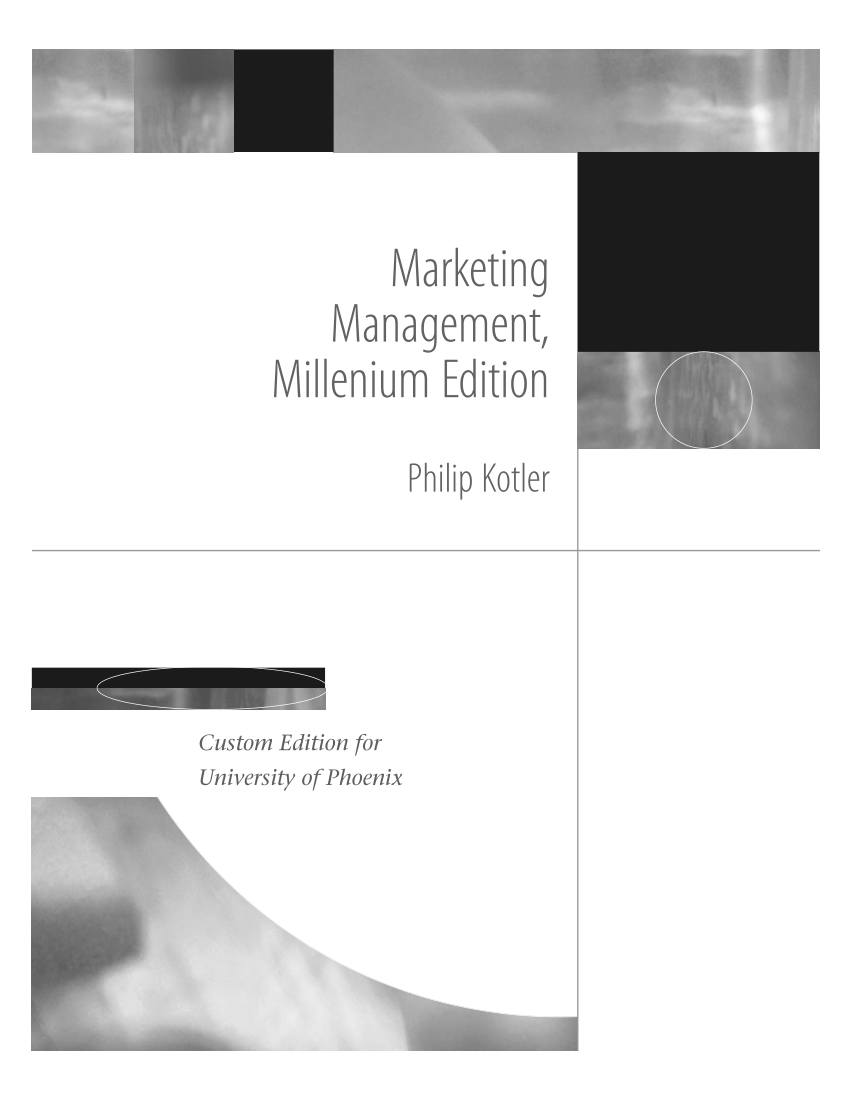 Marketing
Management,
Millenium Edition
Philip Kotler
Custom Edition for
University of Phoenix